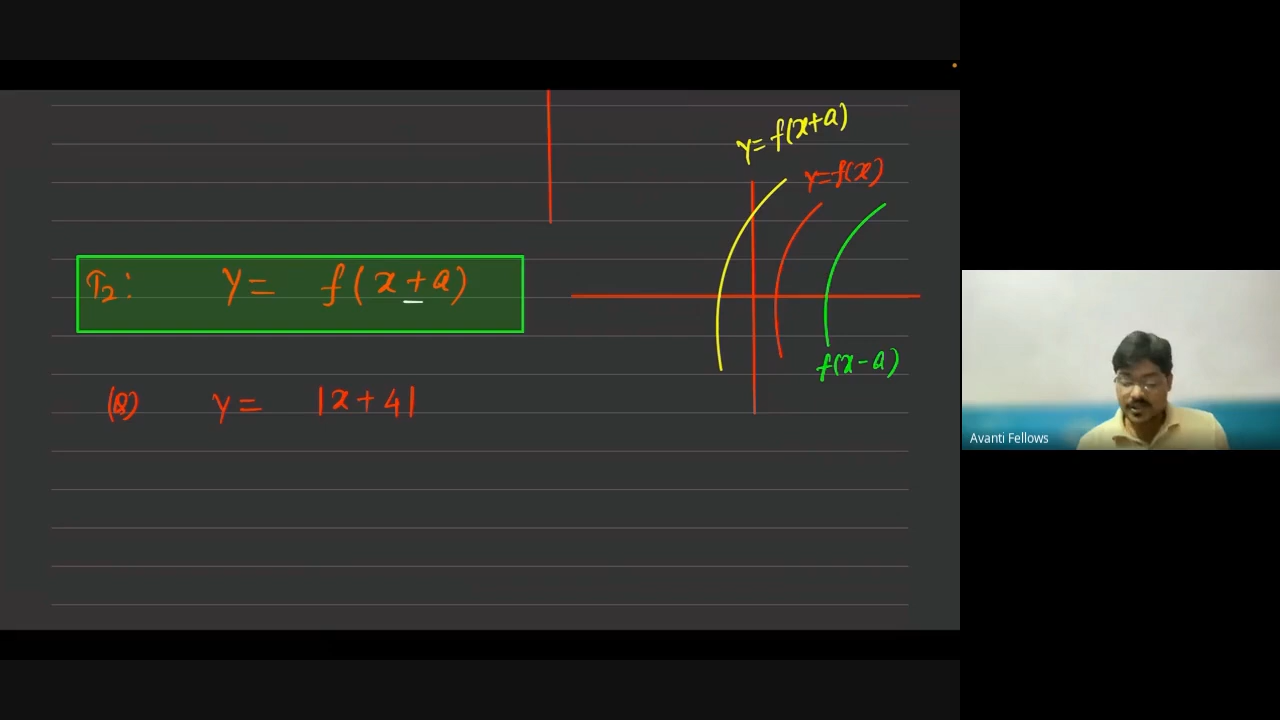 y = f(x+a)
y=f(x)
T₂: y = f(x + a)
f(x-a)
(Q) y = |x + 4|
Avanti Fellows